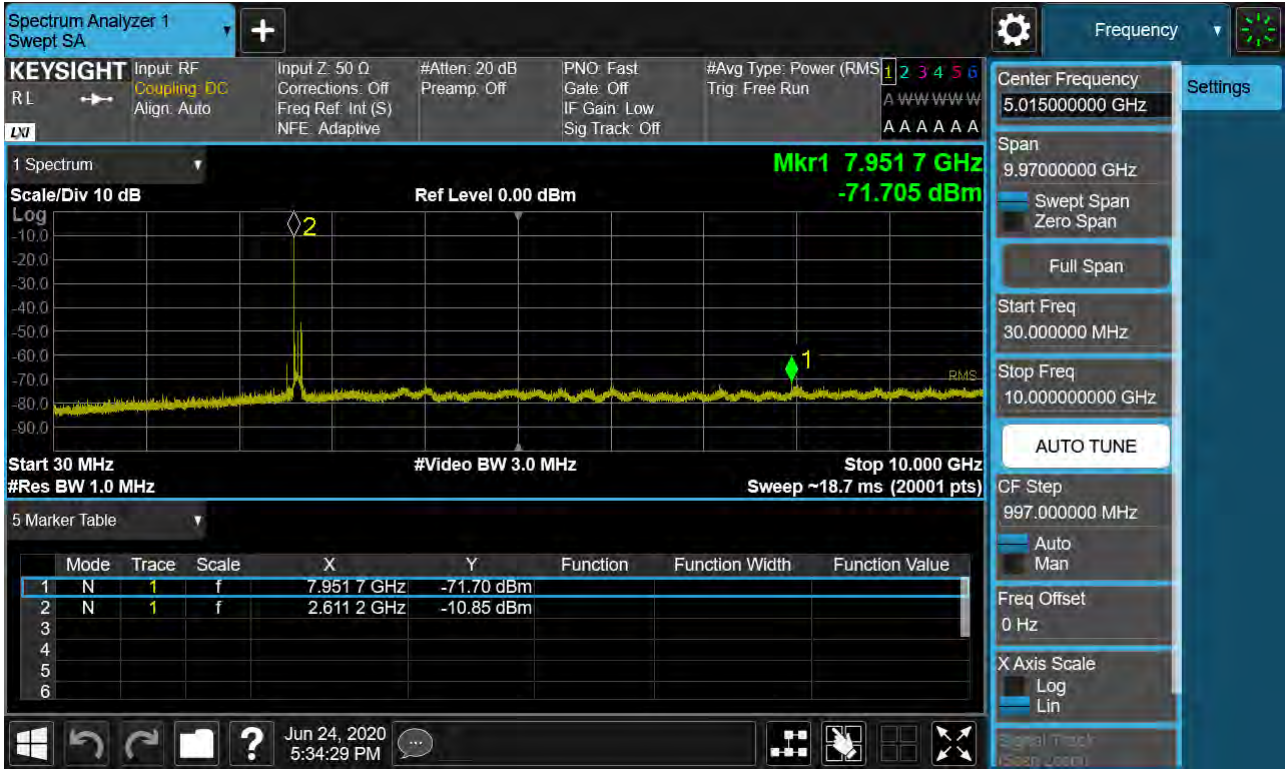 Spectrum Analyzer 1
Swept SA
Frequency
KEYSIGHT
RL
LXI
Input: RF
Coupling: DC
Align: Auto
Input Z: 50 Ω
Corrections: Off
Freq Ref: Int (S)
NFE: Adaptive
#Atten: 20 dB
Preamp: Off
PNO: Fast
Gate: Off
IF Gain: Low
Sig Track: Off
#Avg Type: Power (RMS
Trig: Free Run
1 2 3 4 5 6
A W W W W W
A A A A A A
Center Frequency
5.015000000 GHz
Settings
Span
9.97000000 GHz
Swept Span
Zero Span
Full Span
Start Freq
30.000000 MHz
Stop Freq
10.000000000 GHz
AUTO TUNE
CF Step
997.000000 MHz
Auto
Man
Freq Offset
0 Hz
X Axis Scale
Log
Lin
Signal Track
(Span Zoom)
1 Spectrum
Mkr1 7.951 7 GHz
-71.705 dBm
Scale/Div 10 dB
Ref Level 0.00 dBm
Log
-10.0
-20.0
-30.0
-40.0
-50.0
-60.0
-70.0
-80.0
-90.0
2
1
RMS
Start 30 MHz
#Video BW 3.0 MHz
Stop 10.000 GHz
#Res BW 1.0 MHz
Sweep ~18.7 ms (20001 pts)
5 Marker Table
Mode Trace Scale X Y Function Function Width Function Value
1 N 1 f 7.951 7 GHz -71.70 dBm
2 N 1 f 2.611 2 GHz -10.85 dBm
3
4
5
6
?
Jun 24, 2020
5:34:29 PM